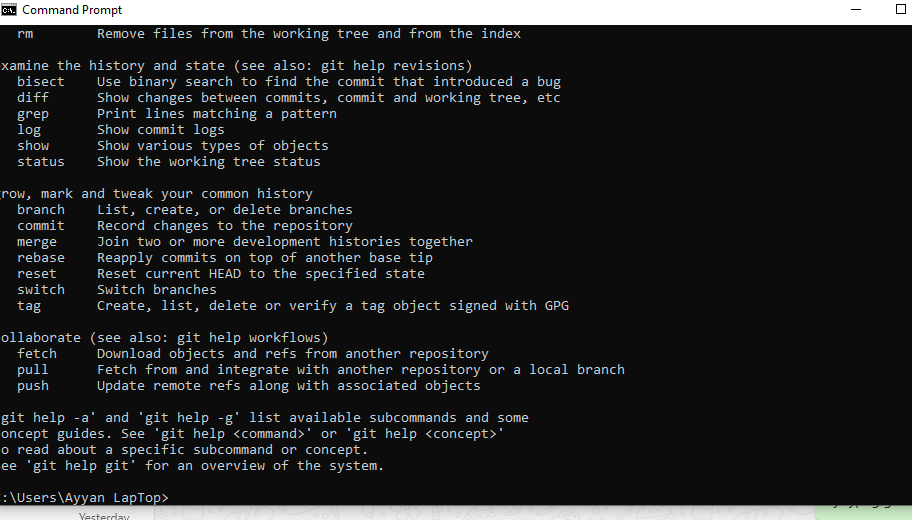 Command Prompt
rm Remove files from the working tree and from the index
xamine the history and state (see also: git help revisions)
bisect Use binary search to find the commit that introduced a bug
diff Show changes between commits, commit and working tree, etc
grep Print lines matching a pattern
log Show commit logs
show Show various types of objects
status Show the working tree status
row, mark and tweak your common history
branch List, create, or delete branches
commit Record changes to the repository
merge Join two or more development histories together
rebase Reapply commits on top of another base tip
reset Reset current HEAD to the specified state
switch Switch branches
tag Create, list, delete or verify a tag object signed with GPG
ollaborate (see also: git help workflows)
fetch Download objects and refs from another repository
pull Fetch from and integrate with another repository or a local branch
push Update remote refs along with associated objects
git help -a' and 'git help -g' list available subcommands and some
oncept guides. See 'git help <command>' or 'git help <concept>'
o read about a specific subcommand or concept.
ee 'git help git' for an overview of the system.
:\Users\Ayyan LapTop>
Yesterday